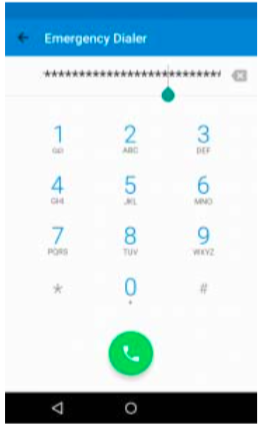 Emergency Dialer
****************************
1 2 3
ABC DEF
4 5 6
GHI JKL MNO
7 8 9
PQRS TUV WXYZ
* 0 #
+